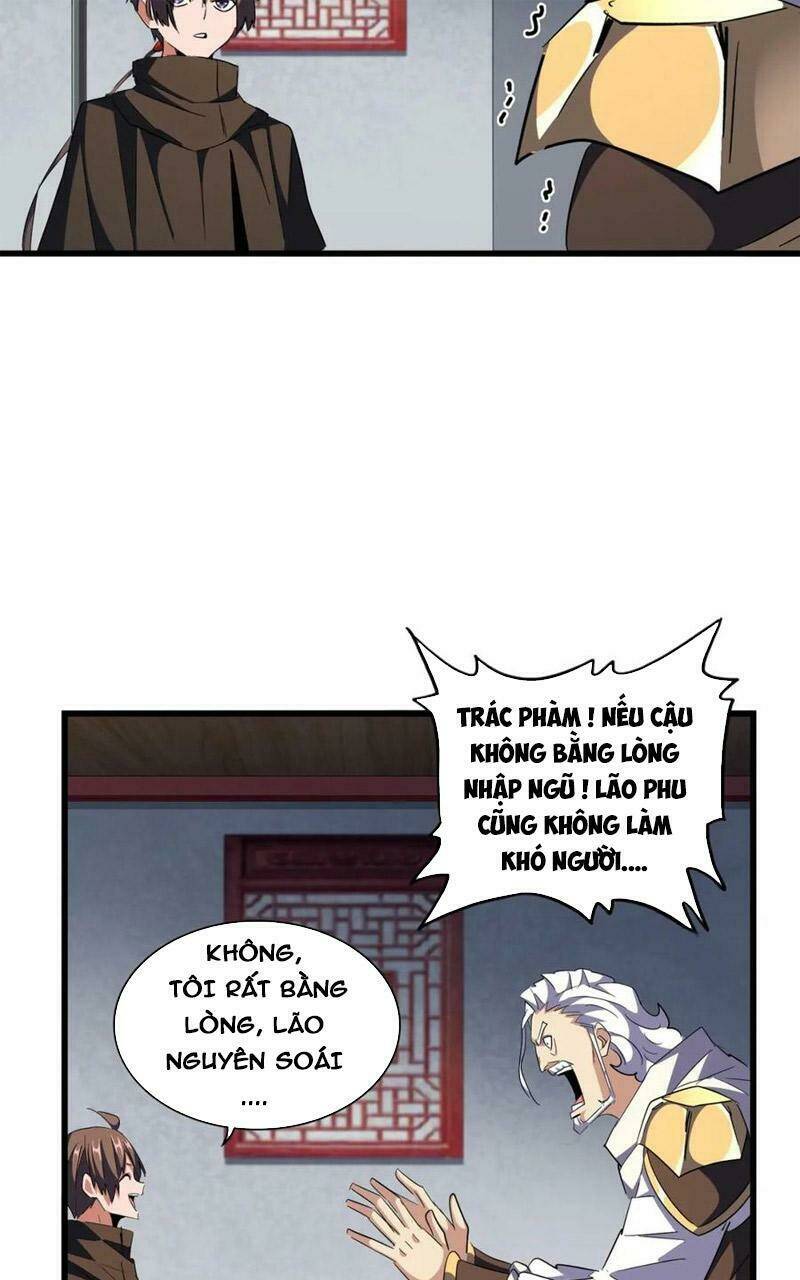 TRÁC PHÀM ! NẾU CẬU
KHÔNG BẰNG LÒNG
NHẬP NGŨ ! LÃO PHU
CŨNG KHÔNG LÀM
KHÓ NGƯỜI....
KHÔNG,
TÔI RẤT BẰNG
LÒNG, LÃO
NGUYÊN SOÁI
....